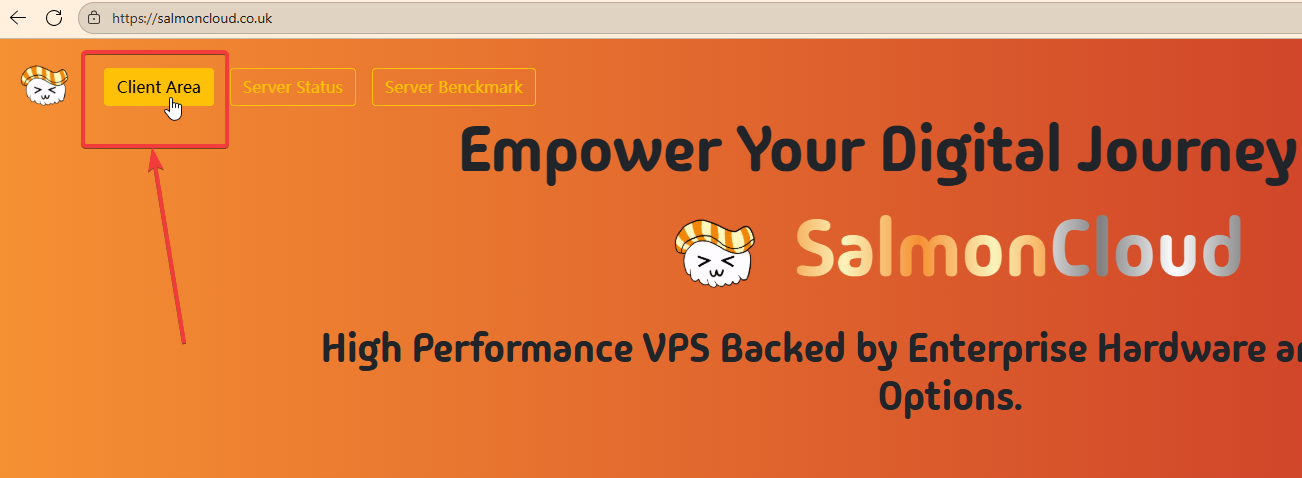 https://salmoncloud.co.uk
Client Area Server Status Server Benckmark
Empower Your Digital Journey
SalmonCloud
High Performance VPS Backed by Enterprise Hardware
Options.